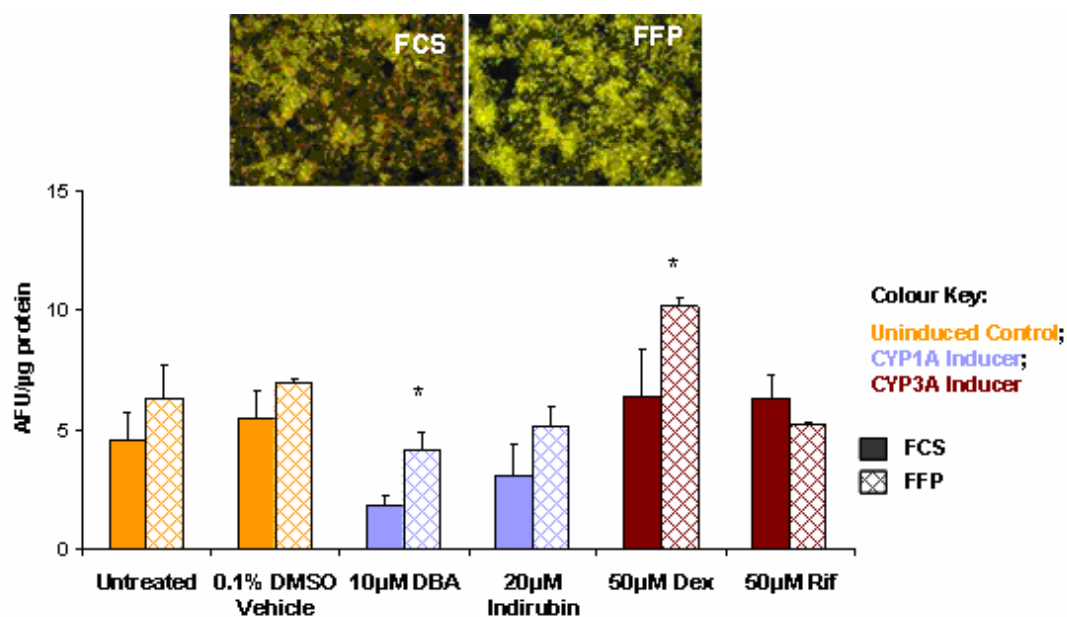 FCS
FFP
15
10
5
0
AFU/µg protein
*
*
Untreated
0.1% DMSO
Vehicle
10µM DBA
20µM
Indirubin
50µM Dex
50µM Rif
Colour Key:
Uninduced Control;
CYP1A Inducer;
CYP3A Inducer
FCS
FFP